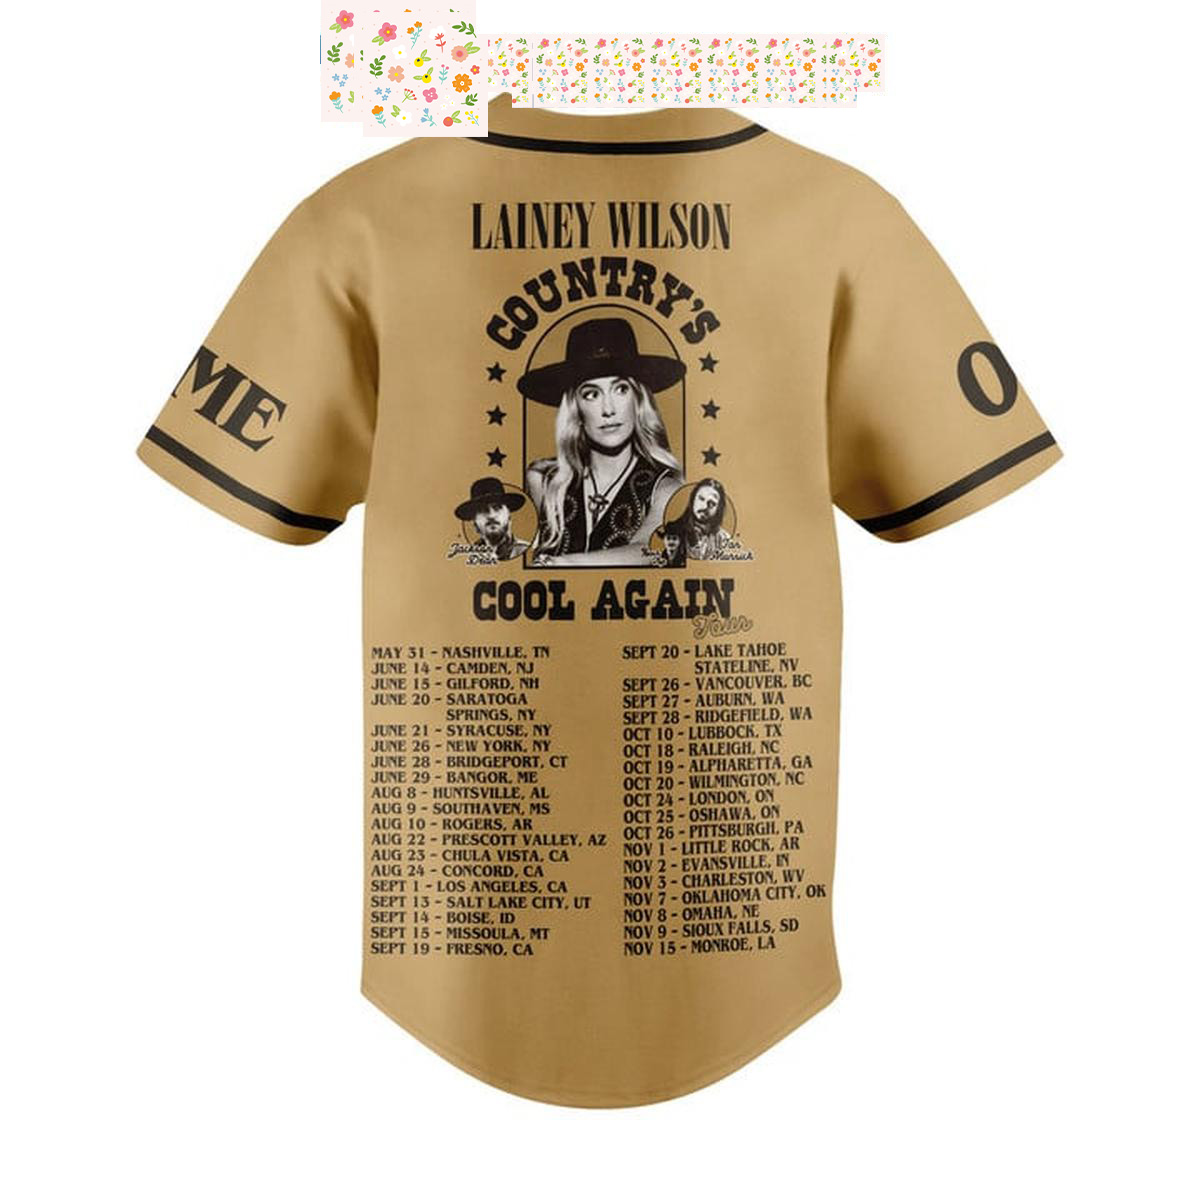 LAINEY WILSON
COUNTRY'S
ME
O
Jackson
Dean
Ian
Munsick
COOL AGAIN
Tour
MAY 31 - NASHVILLE, TN
JUNE 14 - CAMDEN, NJ
JUNE 15 - GILFORD, NH
JUNE 20 - SARATOGA
SPRINGS, NY
JUNE 21 - SYRACUSE, NY
JUNE 26 - NEW YORK, NY
JUNE 28 - BRIDGEPORT, CT
JUNE 29 - BANGOR, ME
AUG 8 - HUNTSVILLE, AL
AUG 9 - SOUTHAVEN, MS
AUG 10 - ROGERS, AR
AUG 22 - PRESCOTT VALLEY, AZ
AUG 23 - CHULA VISTA, CA
AUG 24 - CONCORD, CA
SEPT 1 - LOS ANGELES, CA
SEPT 13 - SALT LAKE CITY, UT
SEPT 14 - BOISE, ID
SEPT 15 - MISSOULA, MT
SEPT 19 - FRESNO, CA
SEPT 20 - LAKE TAHOE
STATELINE, NV
SEPT 26 - VANCOUVER, BC
SEPT 27 - AUBURN, WA
SEPT 28 - RIDGEFIELD, WA
OCT 10 - LUBBOCK, TX
OCT 18 - RALEIGH, NC
OCT 19 - ALPHARETTA, GA
OCT 20 - WILMINGTON, NC
OCT 24 - LONDON, ON
OCT 25 - OSHAWA, ON
OCT 26 - PITTSBURGH, PA
NOV 1 - LITTLE ROCK, AR
NOV 2 - EVANSVILLE, IN
NOV 3 - CHARLESTON, WV
NOV 7 - OKLAHOMA CITY, OK
NOV 8 - OMAHA, NE
NOV 9 - SIOUX FALLS, SD
NOV 15 - MONROE, LA